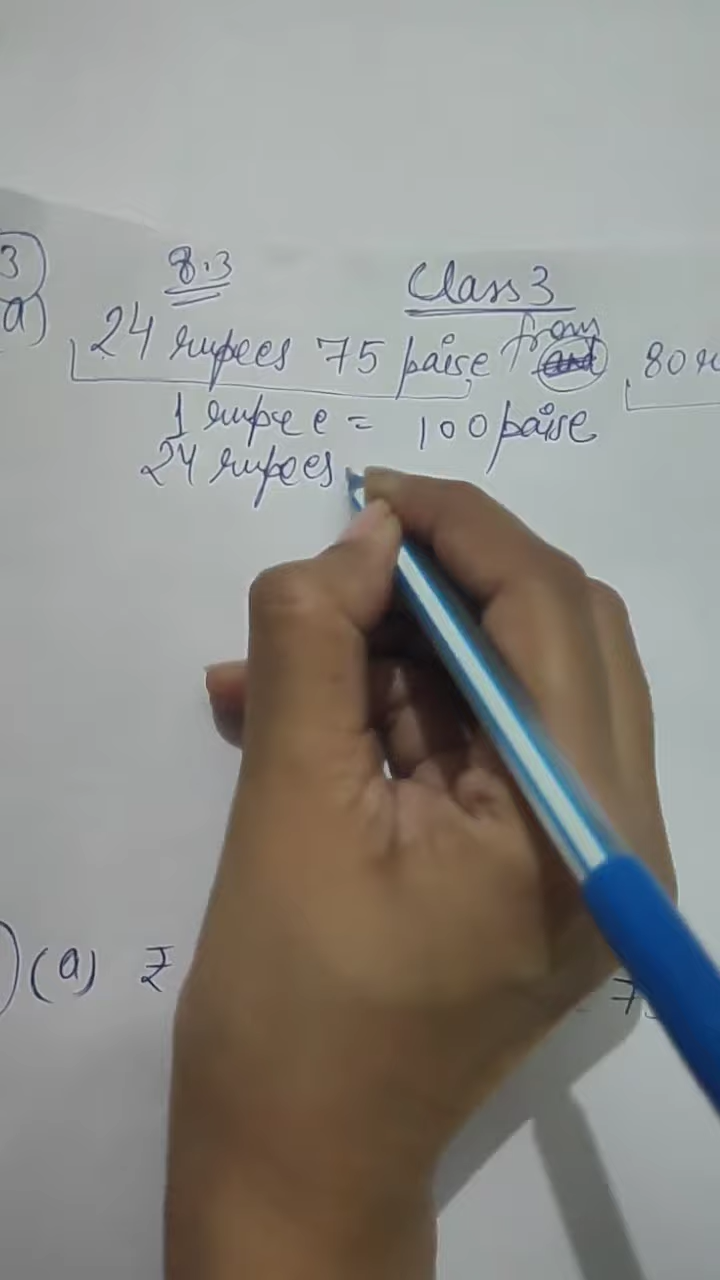 3
8.3 Class 3
a) 24 rupees 75 paise from 80
1 rupee = 100 paise
24 rupees
(a) ₹